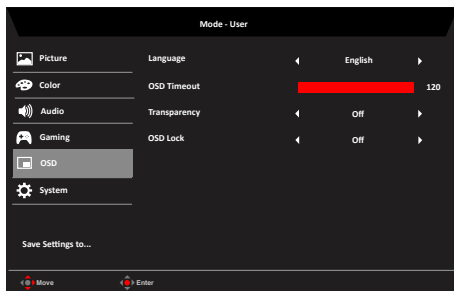 Mode - User
Picture
Language English
Color
OSD Timeout 120
Audio
Transparency Off
Gaming
OSD Lock Off
OSD
System
Save Settings to...
Move Enter